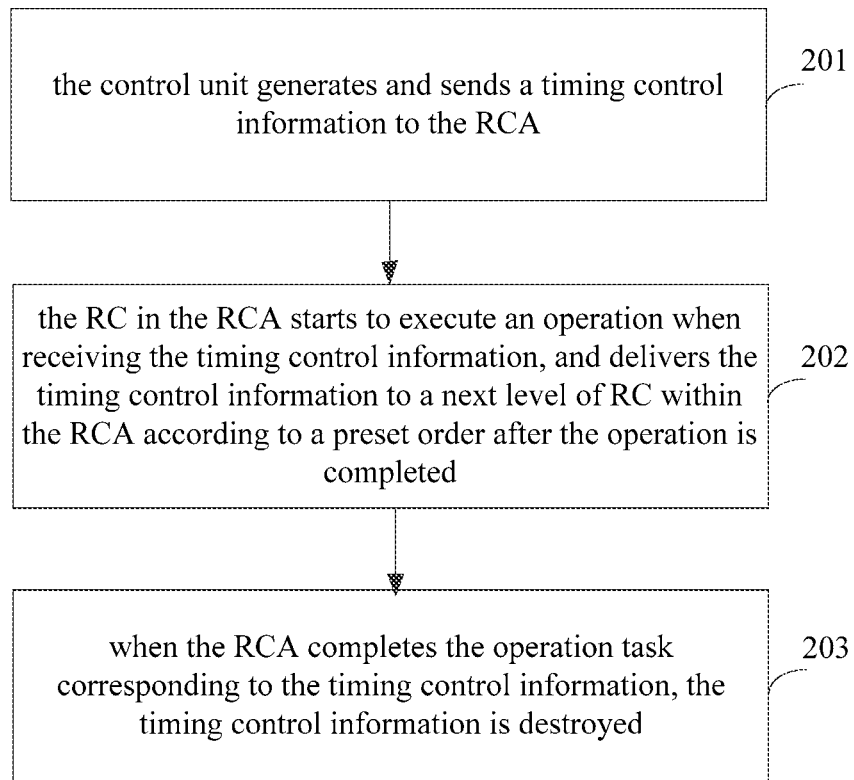 the control unit generates and sends a timing control
information to the RCA
201
the RC in the RCA starts to execute an operation when
receiving the timing control information, and delivers the
timing control information to a next level of RC within
the RCA according to a preset order after the operation is
completed
202
when the RCA completes the operation task
corresponding to the timing control information, the
timing control information is destroyed
203